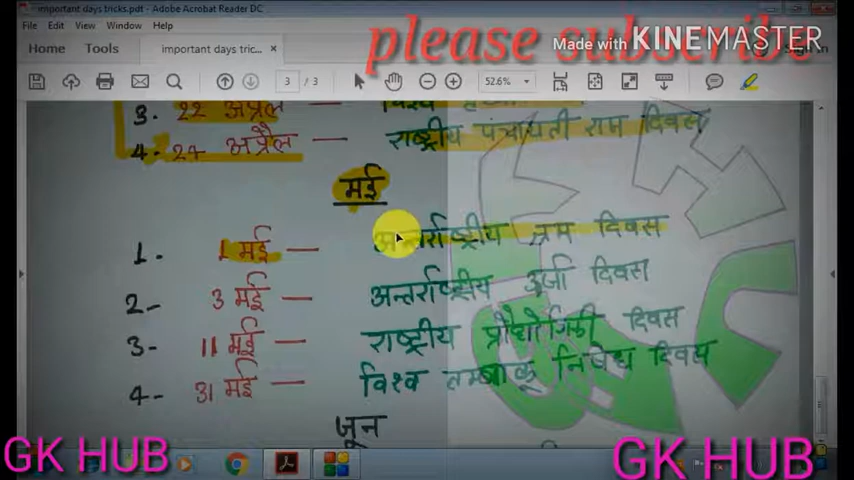 important days tricks.pdf - Adobe Acrobat Reader DC
please subscribe
File Edit View Window Help
Made with KINEMASTER
Home Tools important days tric... ×
3 / 3 52.6%
3. 22 अप्रैल — विश्व
4. 24 अप्रैल — राष्ट्रीय पंचायती राज दिवस
मई
1. 1 मई — अन्तर्राष्ट्रीय श्रम दिवस
2- 3 मई — अन्तर्राष्ट्रीय उर्जा दिवस
3- 11 मई — राष्ट्रीय प्रौद्योगिकी दिवस
4- 31 मई — विश्व तम्बाकू निषेध दिवस
जून
GK HUB GK HUB